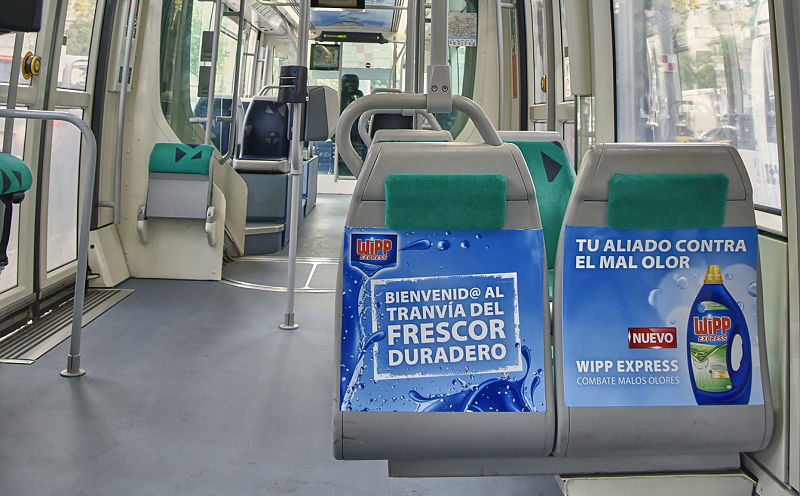 WiPP
EXPRESS
BIENVENID@ AL
TRANVÍA DEL
FRESCOR
DURADERO
TU ALIADO CONTRA
EL MAL OLOR
NUEVO
WIPP EXPRESS
COMBATE MALOS OLORES
WiPP
EXPRESS